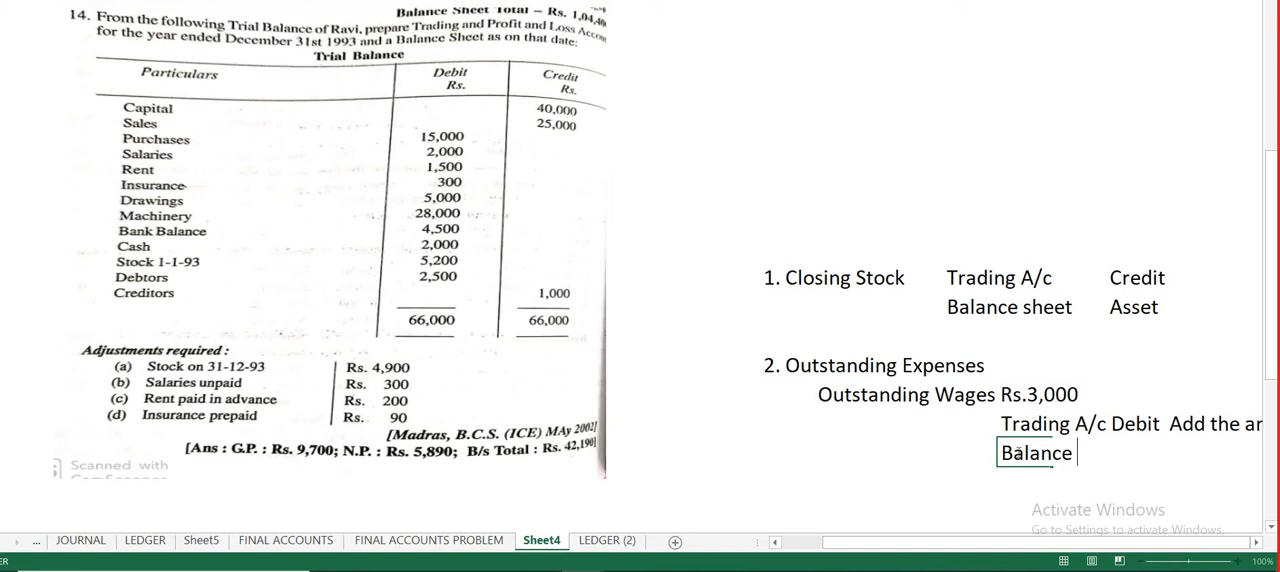 Balance Sheet Total — Rs. 1,04,40
14. From the following Trial Balance of Ravi, prepare Trading and Profit and Loss Accou
for the year ended December 31st 1993 and a Balance Sheet as on that date:
Trial Balance
Particulars Debit Rs. Credit Rs.
Capital 40,000
Sales 25,000
Purchases 15,000
Salaries 2,000
Rent 1,500
Insurance 300
Drawings 5,000
Machinery 28,000
Bank Balance 4,500
Cash 2,000
Stock 1-1-93 5,200
Debtors 2,500
Creditors 1,000
66,000 66,000
Adjustments required :
(a) Stock on 31-12-93 Rs. 4,900
(b) Salaries unpaid Rs. 300
(c) Rent paid in advance Rs. 200
(d) Insurance prepaid Rs. 90
[Madras, B.C.S. (ICE) MAy 2002]
[Ans : G.P. : Rs. 9,700; N.P. : Rs. 5,890; B/s Total : Rs. 42,190]
Scanned with
1. Closing Stock Trading A/c Credit
Balance sheet Asset
2. Outstanding Expenses
Outstanding Wages Rs.3,000
Trading A/c Debit Add the ar
Balance
Activate Windows
Go to Settings to activate Windows.
... JOURNAL LEDGER Sheet5 FINAL ACCOUNTS FINAL ACCOUNTS PROBLEM Sheet4 LEDGER (2)
ER 100%